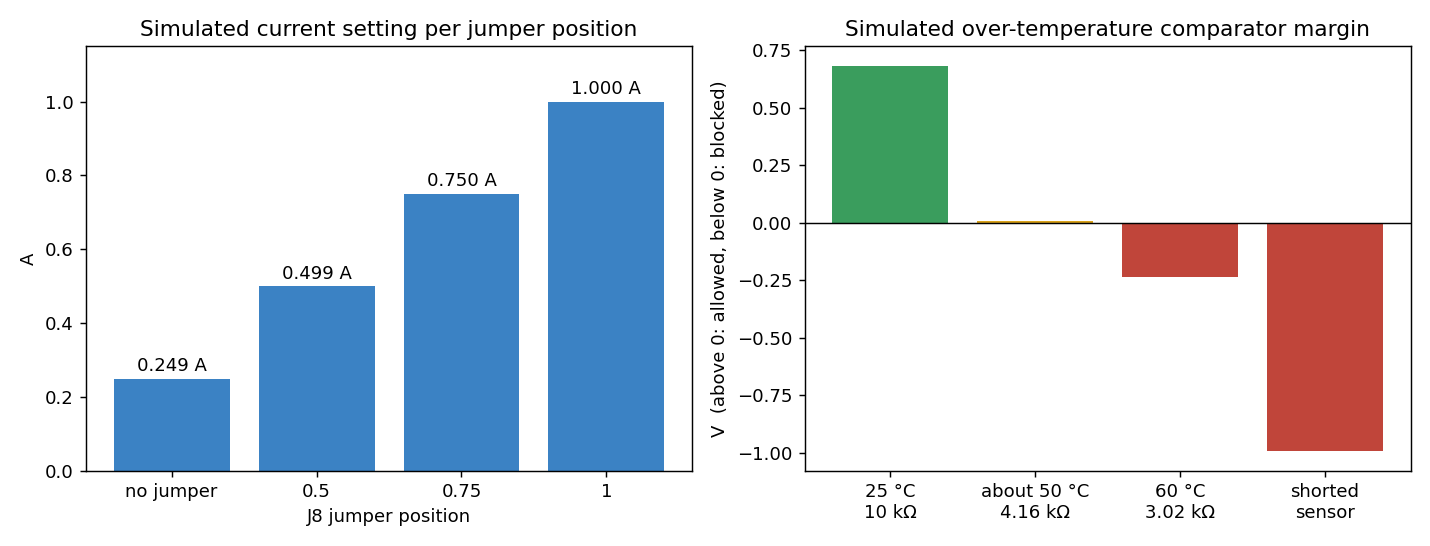 Simulated current setting per jumper position
A
1.0
0.8
0.6
0.4
0.2
0.0
0.249 A
0.499 A
0.750 A
1.000 A
no jumper
0.5
0.75
1
J8 jumper position
Simulated over-temperature comparator margin
V (above 0: allowed, below 0: blocked)
0.75
0.50
0.25
0.00
−0.25
−0.50
−0.75
−1.00
25 °C
10 kΩ
about 50 °C
4.16 kΩ
60 °C
3.02 kΩ
shorted
sensor